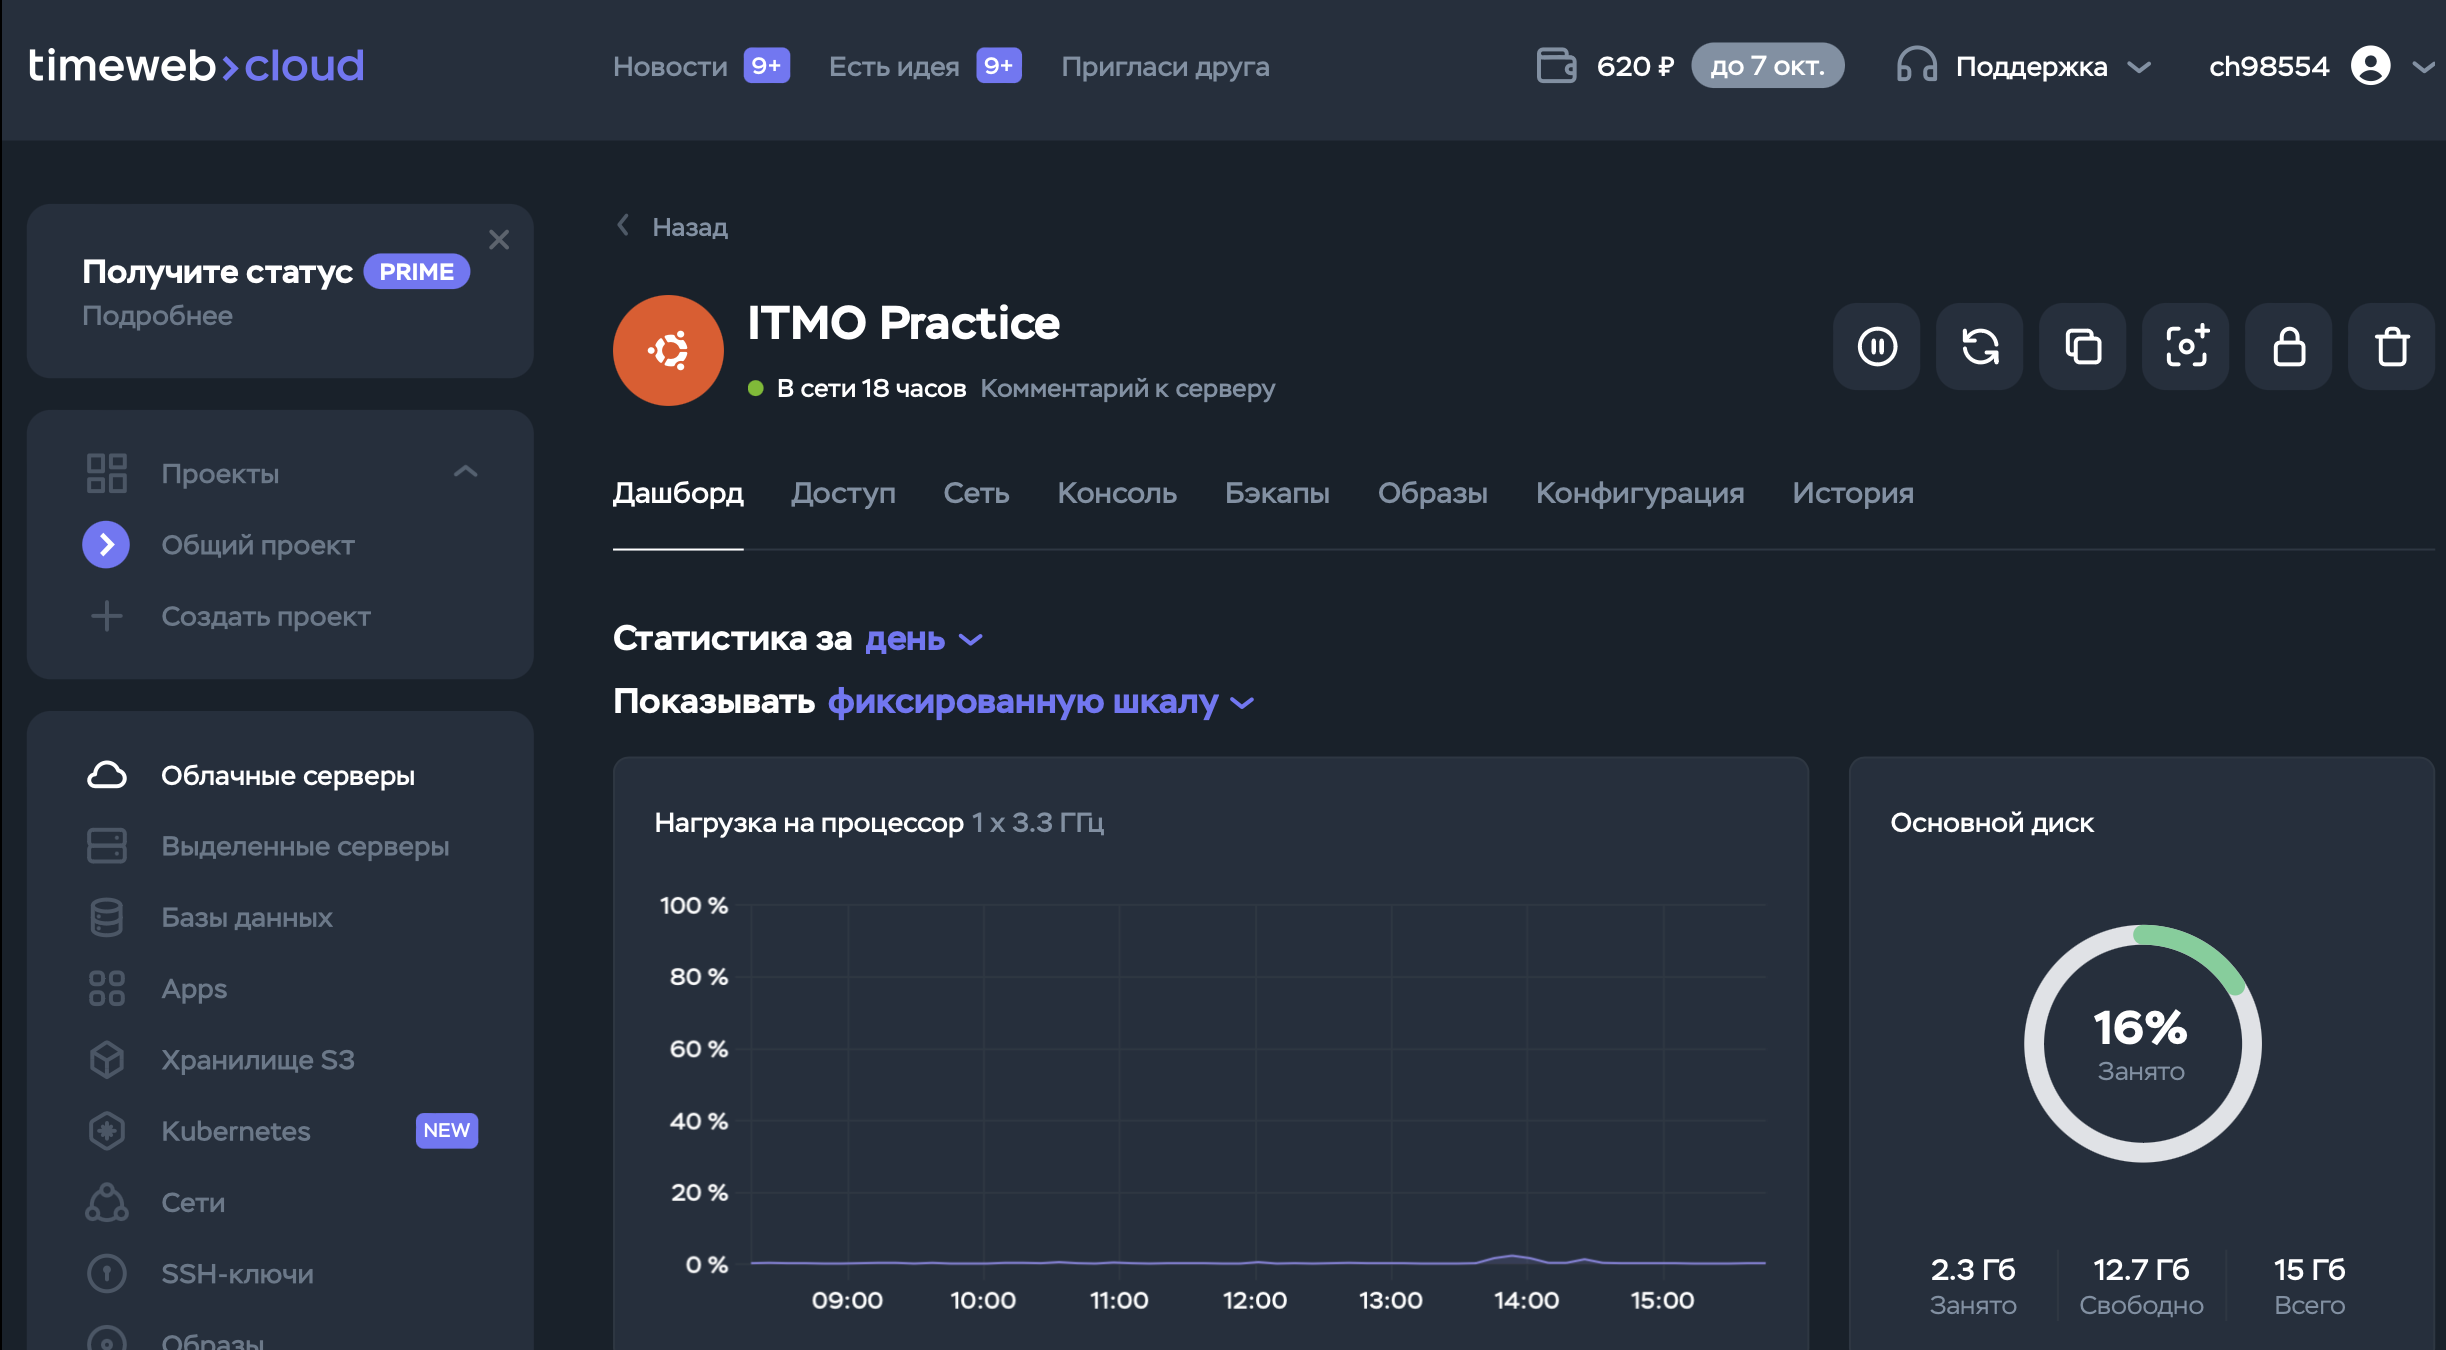 timeweb>cloud
Новости 9+ Есть идея 9+ Пригласи друга
620 ₽ до 7 окт. Поддержка ch98554
Получите статус PRIME
Подробнее
Проекты
Общий проект
Создать проект
Облачные серверы
Выделенные серверы
Базы данных
Apps
Хранилище S3
Kubernetes NEW
Сети
SSH-ключи
Образы
Назад
ITMO Practice
В сети 18 часов Комментарий к серверу
Дашборд Доступ Сеть Консоль Бэкапы Образы Конфигурация История
Статистика за день
Показывать фиксированную шкалу
Нагрузка на процессор 1 x 3.3 ГГц
100 %
80 %
60 %
40 %
20 %
0 %
09:00 10:00 11:00 12:00 13:00 14:00 15:00
Основной диск
16%
Занято
2.3 Гб 12.7 Гб 15 Гб
Занято Свободно Всего